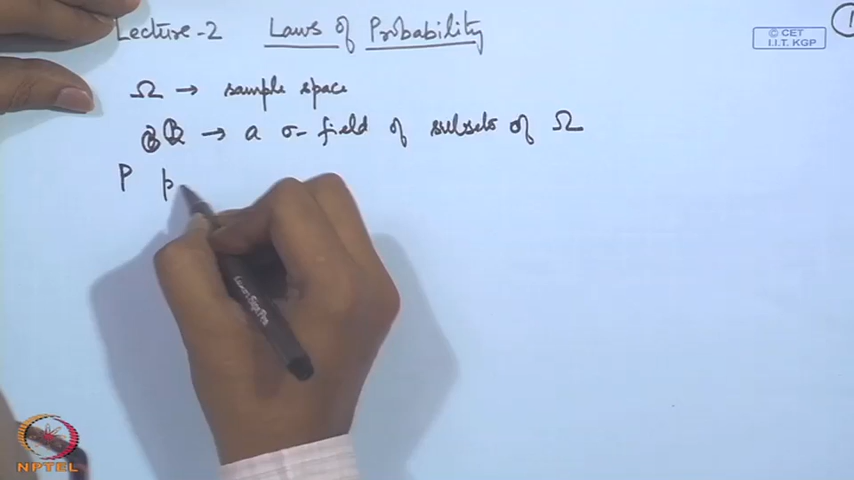 Lecture-2 Laws of Probability
© CET
I.I.T. KGP
Ω → sample space
→ a σ-field of subsets of Ω
P p
NPTEL